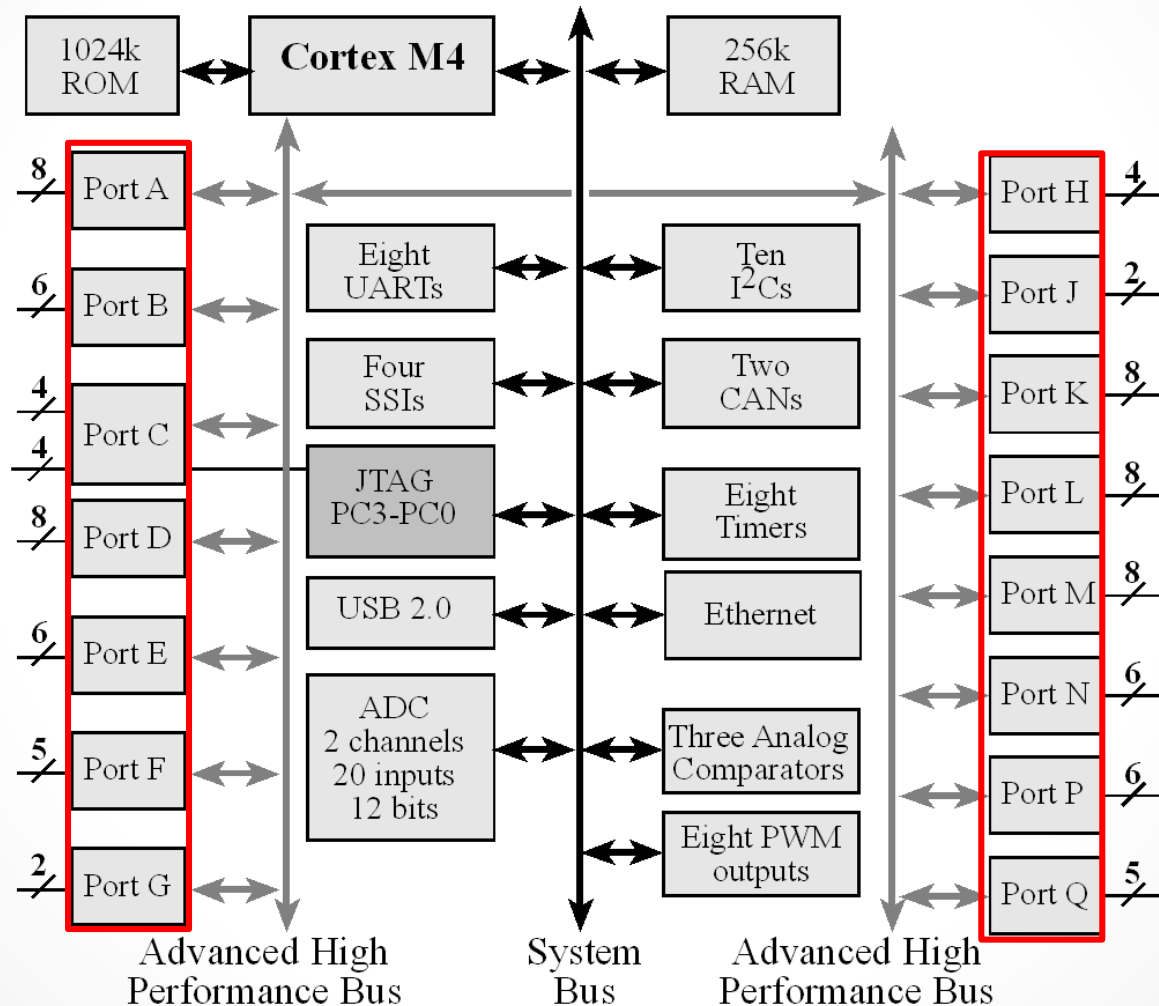 1024k
ROM
Cortex M4
256k
RAM
8
Port A
6
Port B
4
Port C
4
8
Port D
6
Port E
5
Port F
2
Port G
Eight
UARTs
Four
SSIs
JTAG
PC3-PC0
USB 2.0
ADC
2 channels
20 inputs
12 bits
Ten
I²Cs
Two
CANs
Eight
Timers
Ethernet
Three Analog
Comparators
Eight PWM
outputs
Port H
4
Port J
2
Port K
8
Port L
8
Port M
8
Port N
6
Port P
6
Port Q
5
Advanced High
Performance Bus
System
Bus
Advanced High
Performance Bus